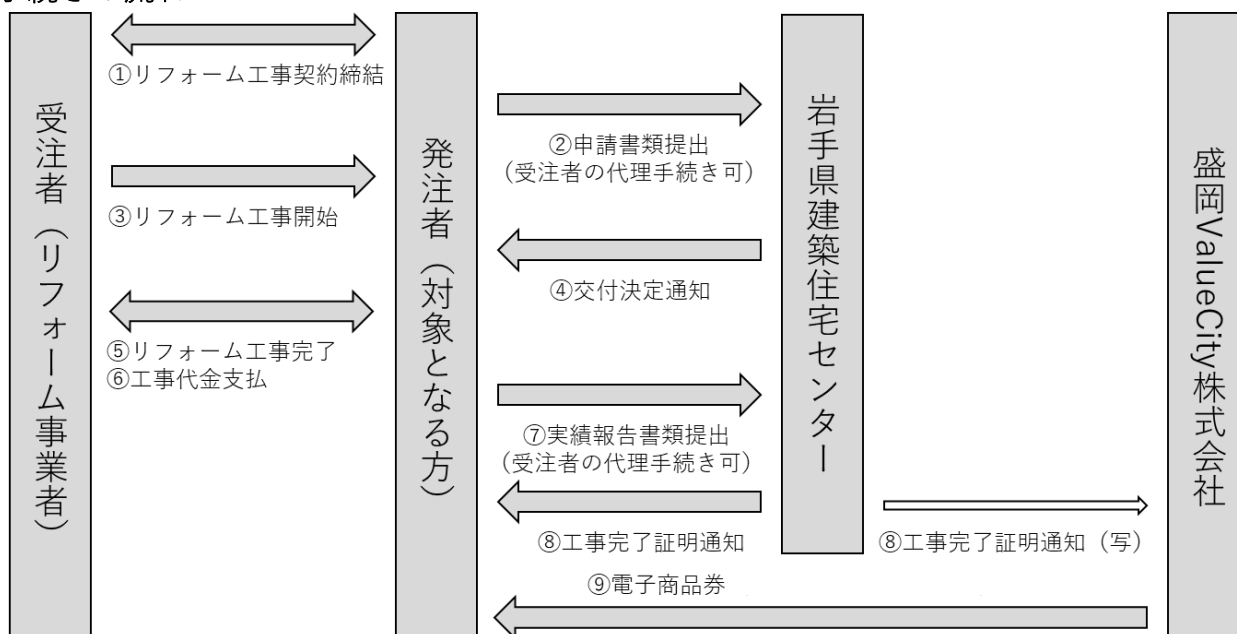 受注者（リフォーム事業者）
発注者（対象となる方）
岩手県建築住宅センター
盛岡ValueCity株式会社
①リフォーム工事契約締結
②申請書類提出
（受注者の代理手続き可）
③リフォーム工事開始
④交付決定通知
⑤リフォーム工事完了
⑥工事代金支払
⑦実績報告書類提出
（受注者の代理手続き可）
⑧工事完了証明通知
⑧工事完了証明通知（写）
⑨電子商品券